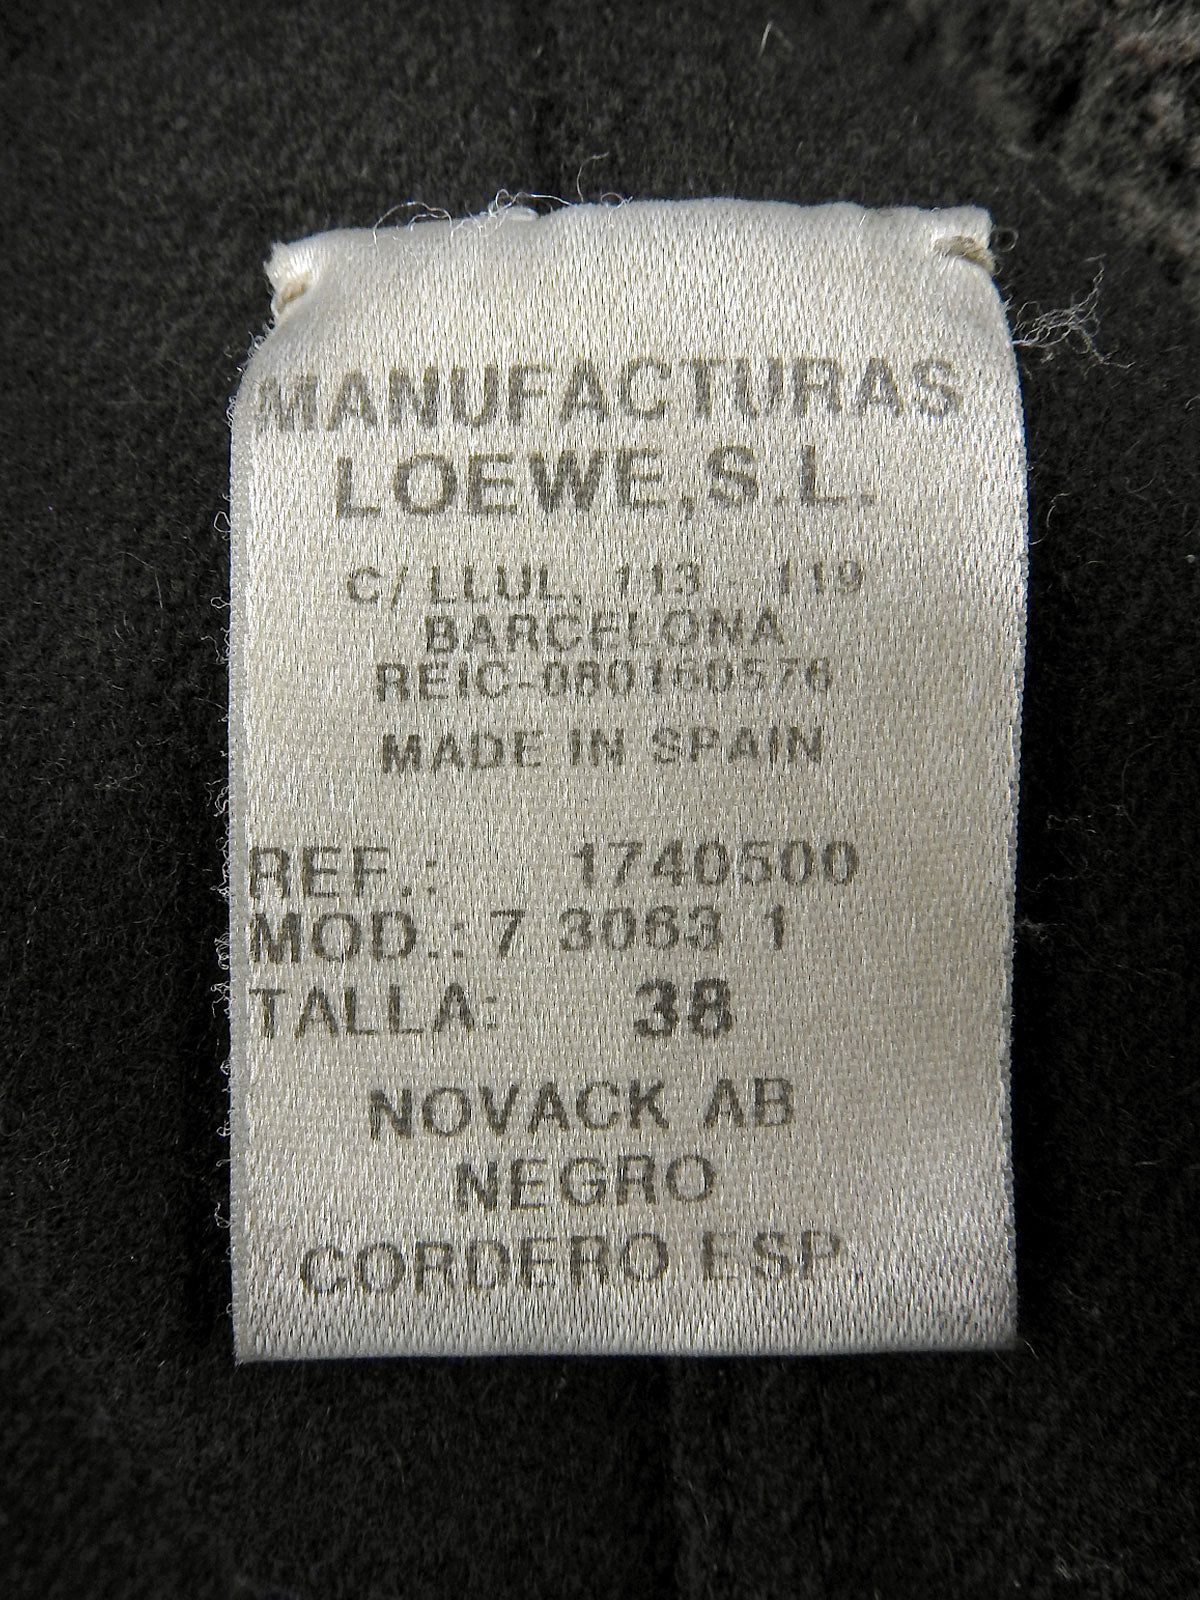 MANUFACTURAS
LOEWE,S.L.
C/ LLUL, 113 - 119
BARCELONA
REIC-080160576
MADE IN SPAIN
REF.: 1740500
MOD.: 7 3063 1
TALLA: 38
NOVACK AB
NEGRO
CORDERO ESP.